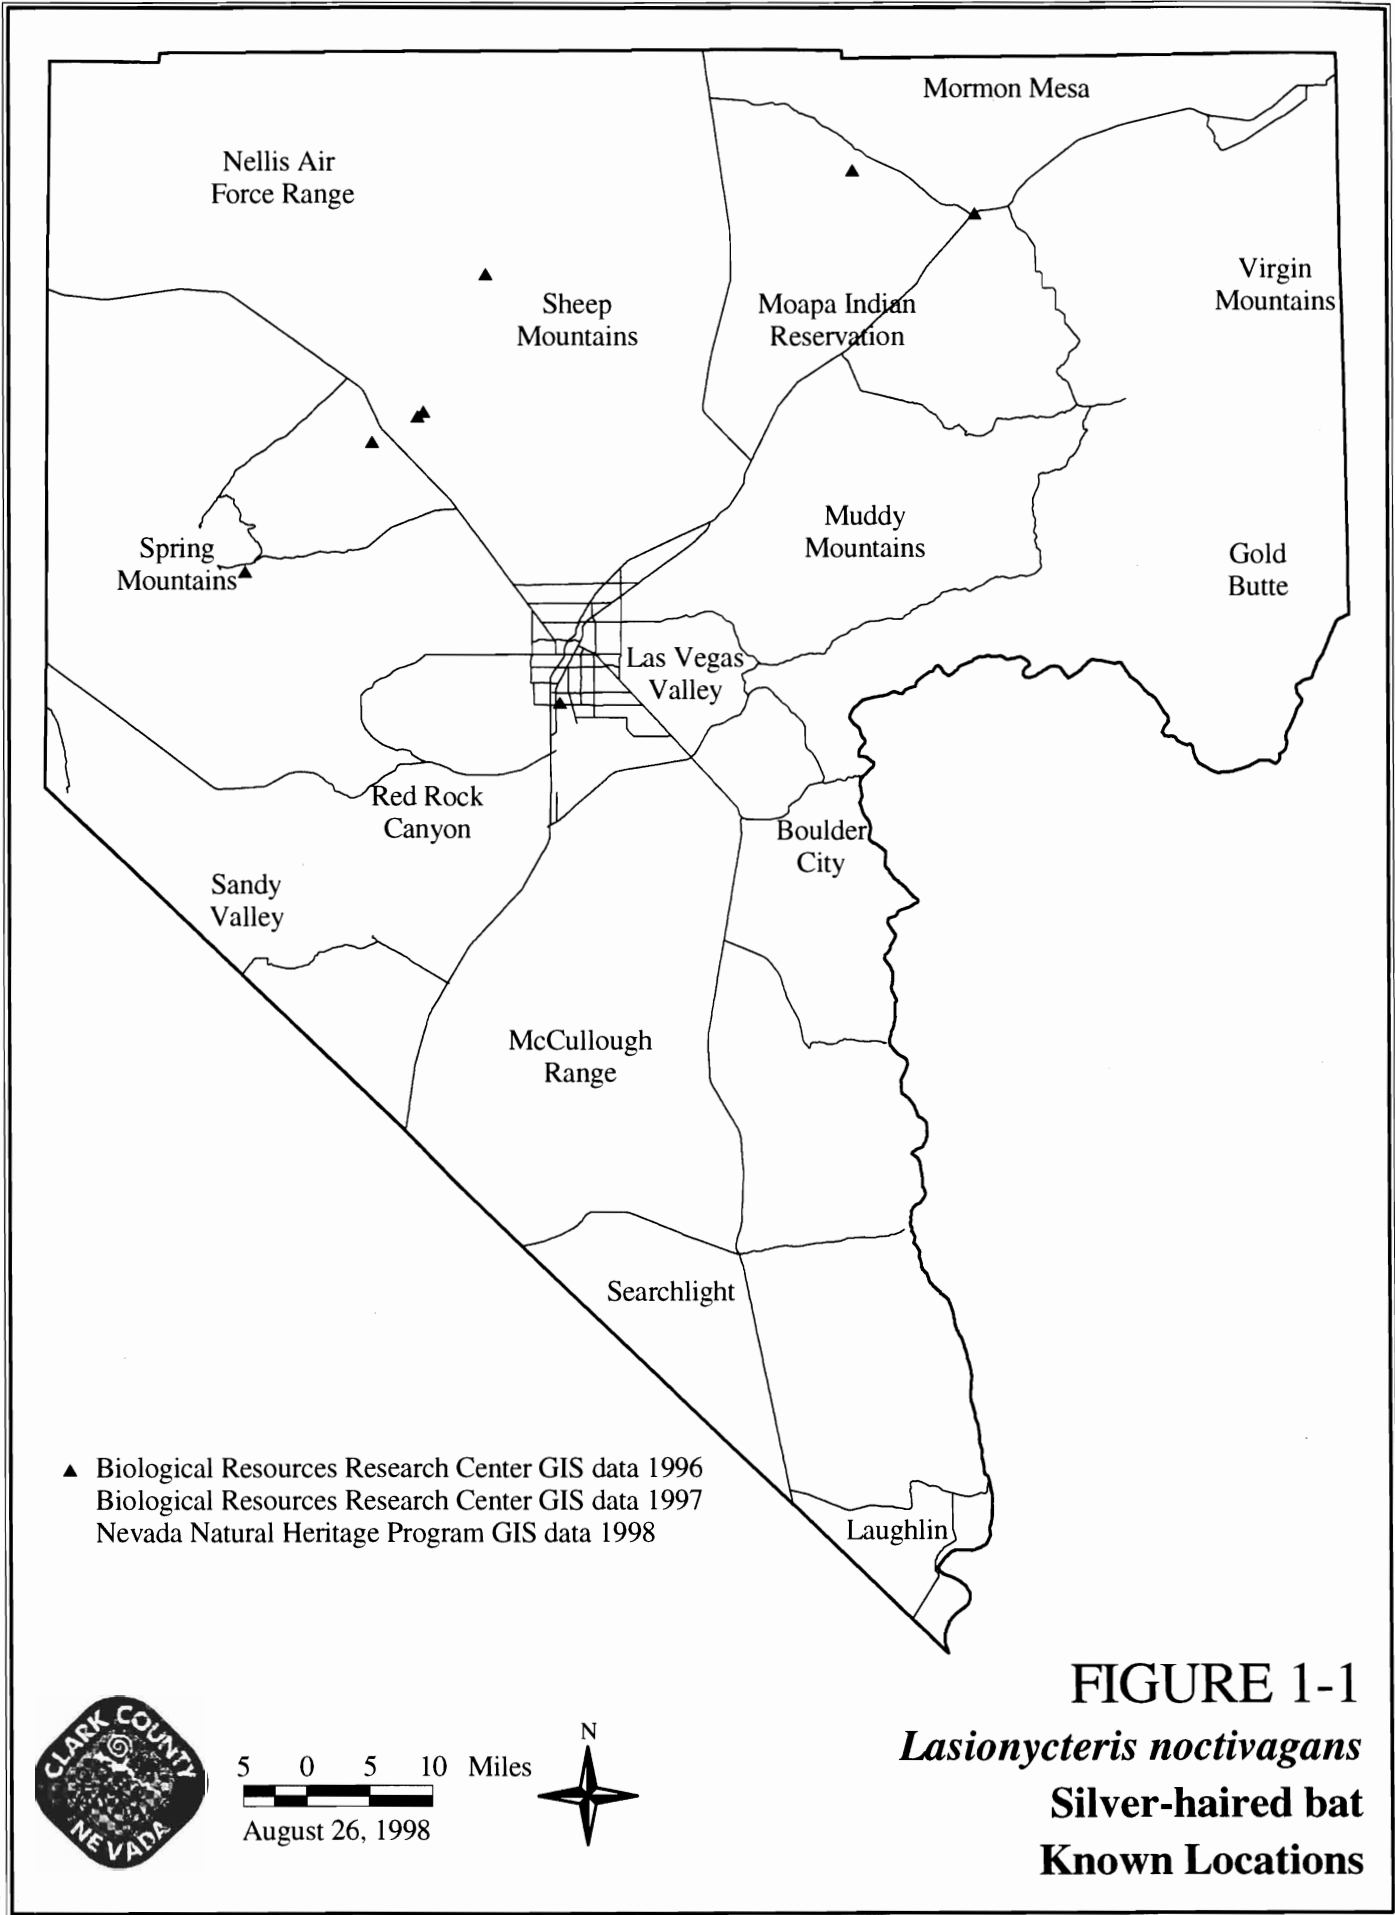 Mormon Mesa
Nellis Air
Force Range
Virgin
Mountains
Sheep
Mountains
Moapa Indian
Reservation
Muddy
Mountains
Gold
Butte
Spring
Mountains
Las Vegas
Valley
Red Rock
Canyon
Boulder
City
Sandy
Valley
McCullough
Range
Searchlight
Laughlin
Biological Resources Research Center GIS data 1996
Biological Resources Research Center GIS data 1997
Nevada Natural Heritage Program GIS data 1998
CLARK COUNTY
NEVADA
5 0 5 10 Miles
August 26, 1998
N
FIGURE 1-1
Lasionycteris noctivagans
Silver-haired bat
Known Locations